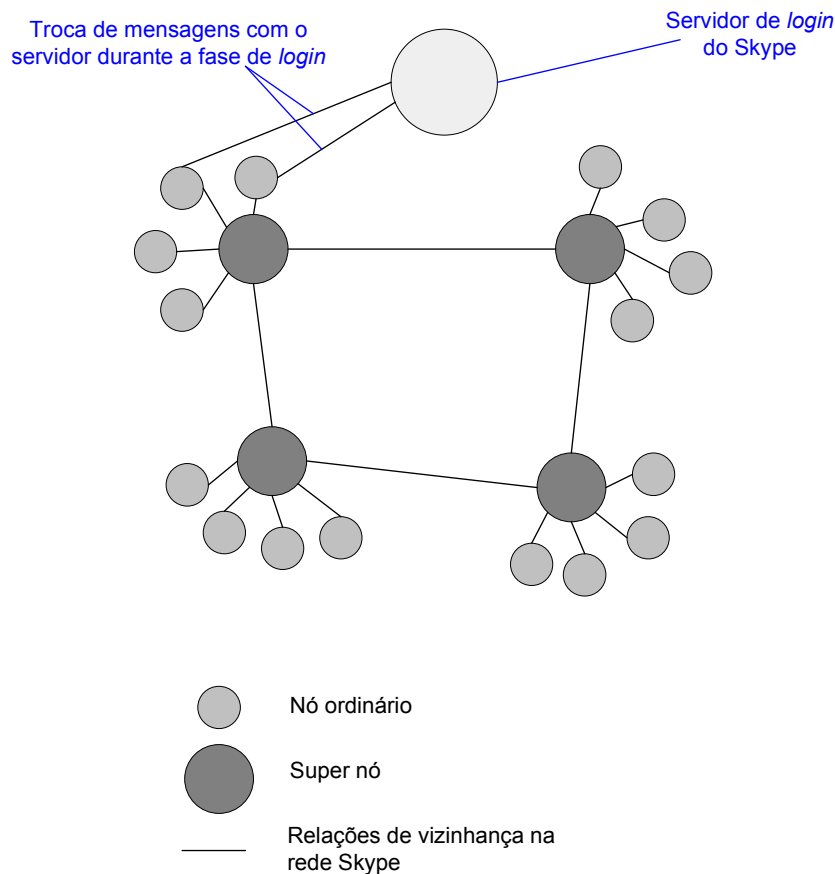 Troca de mensagens com o
servidor durante a fase de login
Servidor de login
do Skype
Nó ordinário
Super nó
Relações de vizinhança na
rede Skype